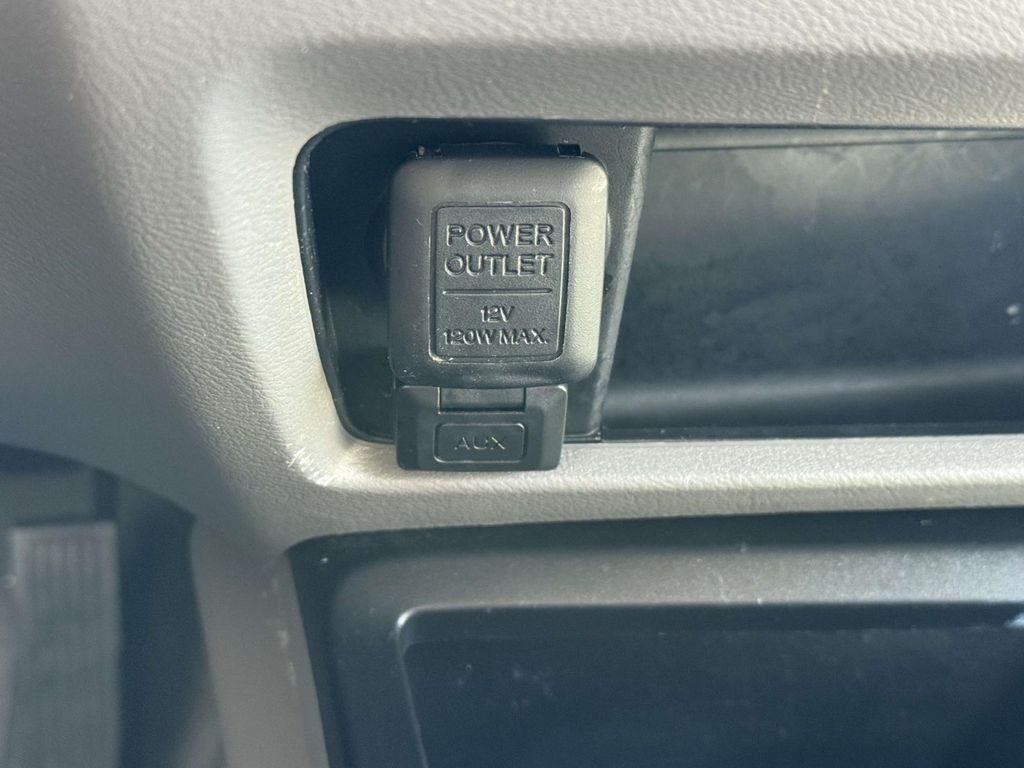 POWER
OUTLET
12V
120W MAX.
AUX